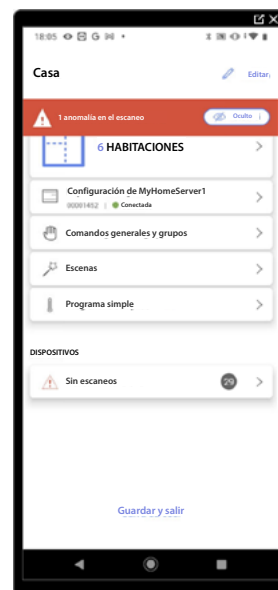 18:05
Casa
Editar
1 anomalía en el escaneo
Oculto
6 HABITACIONES
Configuración de MyHomeServer1
00001452 | Conectada
Comandos generales y grupos
Escenas
Programa simple
DISPOSITIVOS
Sin escaneos
29
Guardar y salir